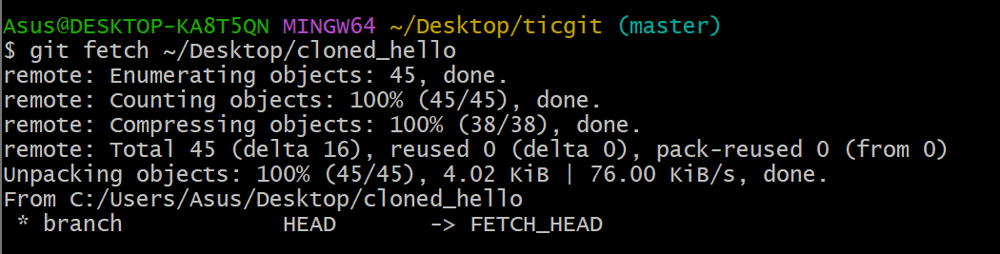 Asus@DESKTOP-KA8T5QN MINGW64 ~/Desktop/ticgit (master)
$ git fetch ~/Desktop/cloned_hello
remote: Enumerating objects: 45, done.
remote: Counting objects: 100% (45/45), done.
remote: Compressing objects: 100% (38/38), done.
remote: Total 45 (delta 16), reused 0 (delta 0), pack-reused 0 (from 0)
Unpacking objects: 100% (45/45), 4.02 KiB | 76.00 KiB/s, done.
From C:/Users/Asus/Desktop/cloned_hello
 * branch            HEAD       -> FETCH_HEAD